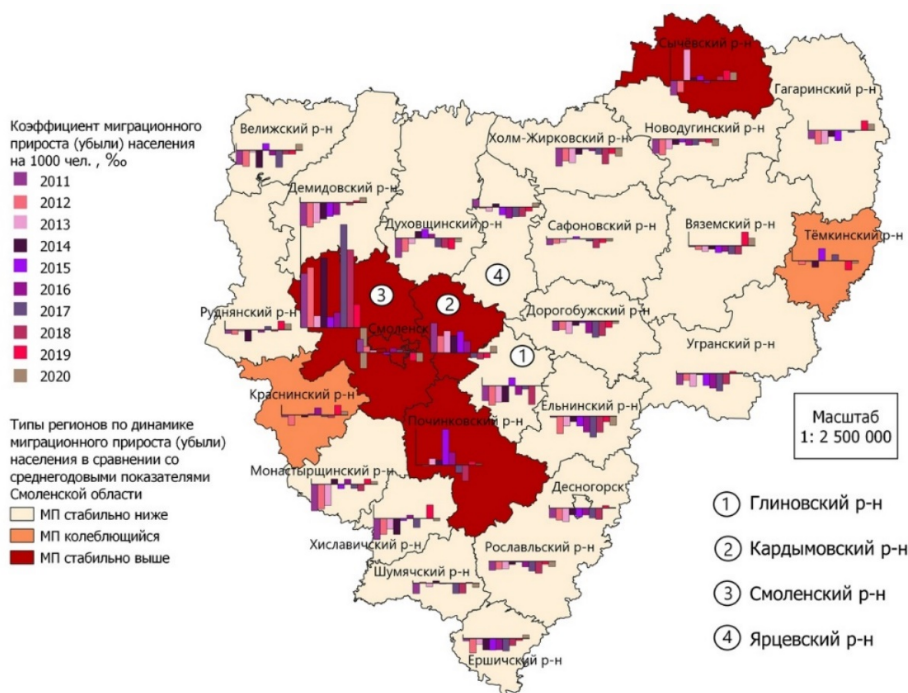 Сычёвский р-н
Гагаринский р-н
Велижский р-н
Холм-Жирковский р-н
Новодугинский р-н
Коэффициент миграционного
прироста (убыли) населения
на 1000 чел. , ‰
2011
2012
2013
2014
2015
2016
2017
2018
2019
2020
Демидовский р-н
Духовщинский р-н
Сафоновский р-н
Вяземский р-н
Тёмкинский р-н
4
3
2
Руднянский р-н
Смоленск
Дорогобужский р-н
1
Угранский р-н
Краснинский р-н
Типы регионов по динамике
миграционного прироста (убыли)
населения в сравнении со
среднегодовыми показателями
Смоленской области
МП стабильно ниже
МП колеблющийся
МП стабильно выше
Починковский р-н
Ельнинский р-н
Масштаб
1: 2 500 000
Монастырщинский р-н
Десногорск
Хиславичский р-н
Рославльский р-н
Шумячский р-н
Ершичский р-н
1 Глиновский р-н
2 Кардымовский р-н
3 Смоленский р-н
4 Ярцевский р-н